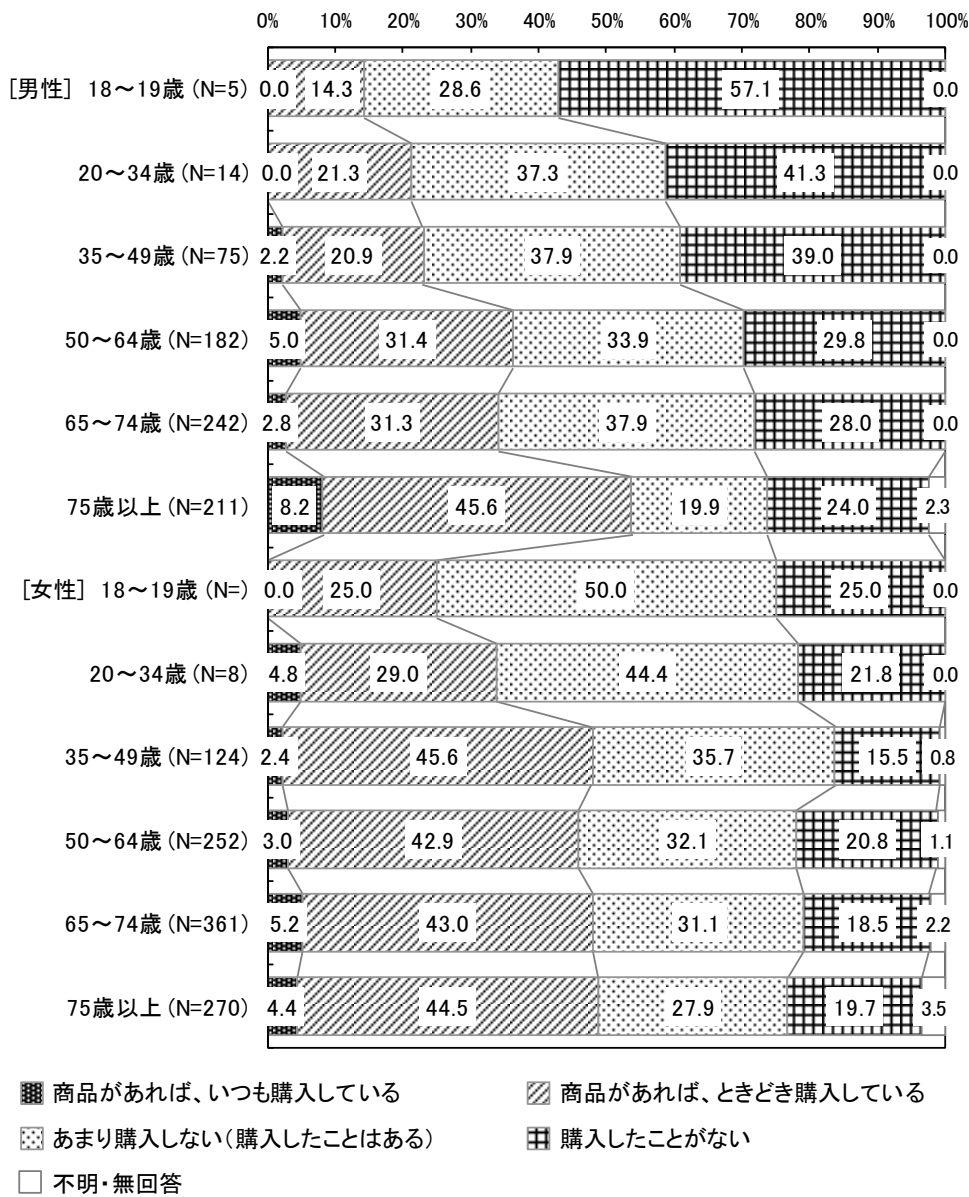 0% 10% 20% 30% 40% 50% 60% 70% 80% 90% 100%
[男性] 18～19歳 (N=5) 0.0 14.3 28.6 57.1 0.0
20～34歳 (N=14) 0.0 21.3 37.3 41.3 0.0
35～49歳 (N=75) 2.2 20.9 37.9 39.0 0.0
50～64歳 (N=182) 5.0 31.4 33.9 29.8 0.0
65～74歳 (N=242) 2.8 31.3 37.9 28.0 0.0
75歳以上 (N=211) 8.2 45.6 19.9 24.0 2.3
[女性] 18～19歳 (N=) 0.0 25.0 50.0 25.0 0.0
20～34歳 (N=8) 4.8 29.0 44.4 21.8 0.0
35～49歳 (N=124) 2.4 45.6 35.7 15.5 0.8
50～64歳 (N=252) 3.0 42.9 32.1 20.8 1.1
65～74歳 (N=361) 5.2 43.0 31.1 18.5 2.2
75歳以上 (N=270) 4.4 44.5 27.9 19.7 3.5
商品があれば、いつも購入している 商品があれば、ときどき購入している
あまり購入しない（購入したことはある） 購入したことがない
不明・無回答